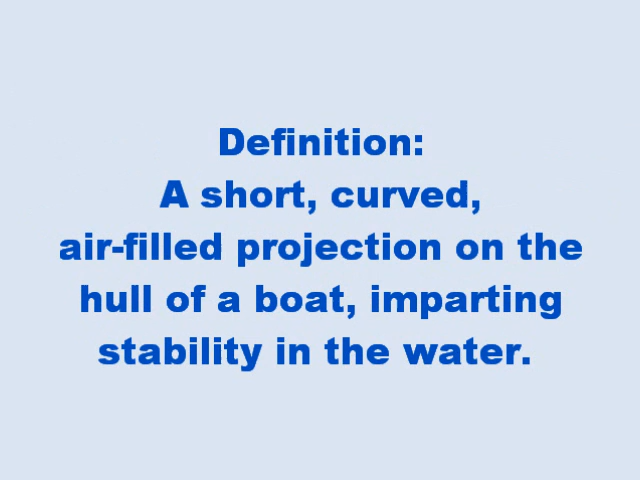 Definition:
A short, curved,
air-filled projection on the
hull of a boat, imparting
stability in the water.